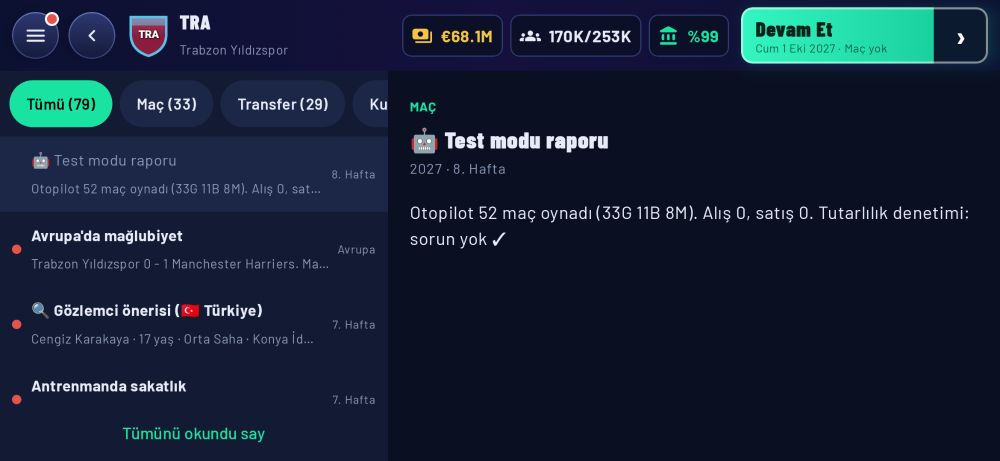 TRA
TRA
Trabzon Yıldızspor
€68.1M
170K/253K
%99
Devam Et
Cum 1 Eki 2027 · Maç yok
Tümü (79)
Maç (33)
Transfer (29)
Ku
🤖 Test modu raporu
8. Hafta
Otopilot 52 maç oynadı (33G 11B 8M). Alış 0, sat…
Avrupa'da mağlubiyet
Avrupa
Trabzon Yıldızspor 0 - 1 Manchester Harriers. Ma…
🔍 Gözlemci önerisi (🇹🇷 Türkiye)
7. Hafta
Cengiz Karakaya · 17 yaş · Orta Saha · Konya İd…
Antrenmanda sakatlık
7. Hafta
Tümünü okundu say
MAÇ
🤖 Test modu raporu
2027 · 8. Hafta
Otopilot 52 maç oynadı (33G 11B 8M). Alış 0, satış 0. Tutarlılık denetimi:
sorun yok ✓